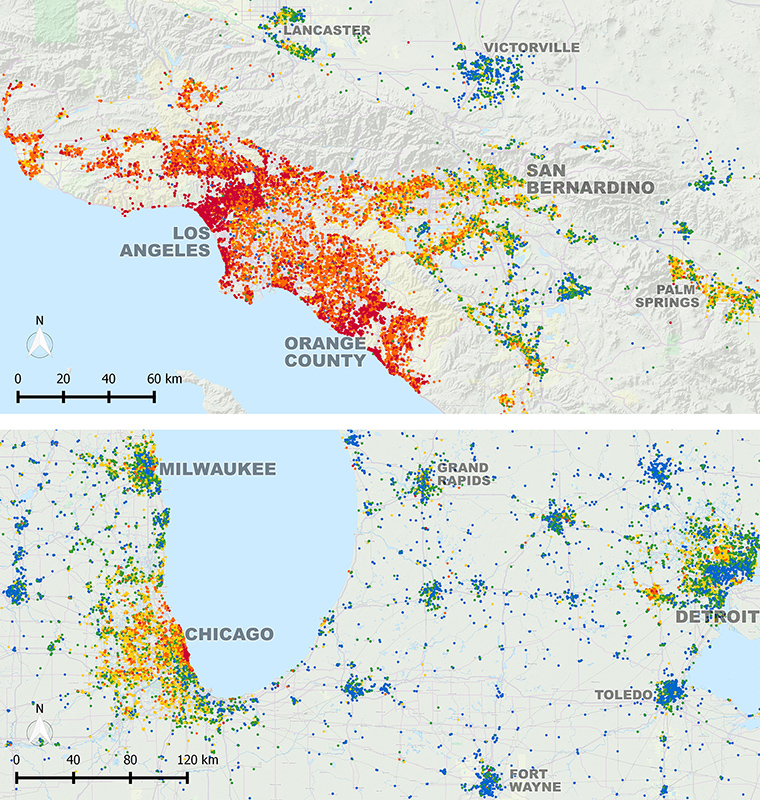 LANCASTER
VICTORVILLE
SAN
BERNARDINO
LOS
ANGELES
PALM
SPRINGS
ORANGE
COUNTY
N
0 20 40 60 km
MILWAUKEE
GRAND
RAPIDS
CHICAGO
DETROIT
TOLEDO
N
0 40 80 120 km
FORT
WAYNE